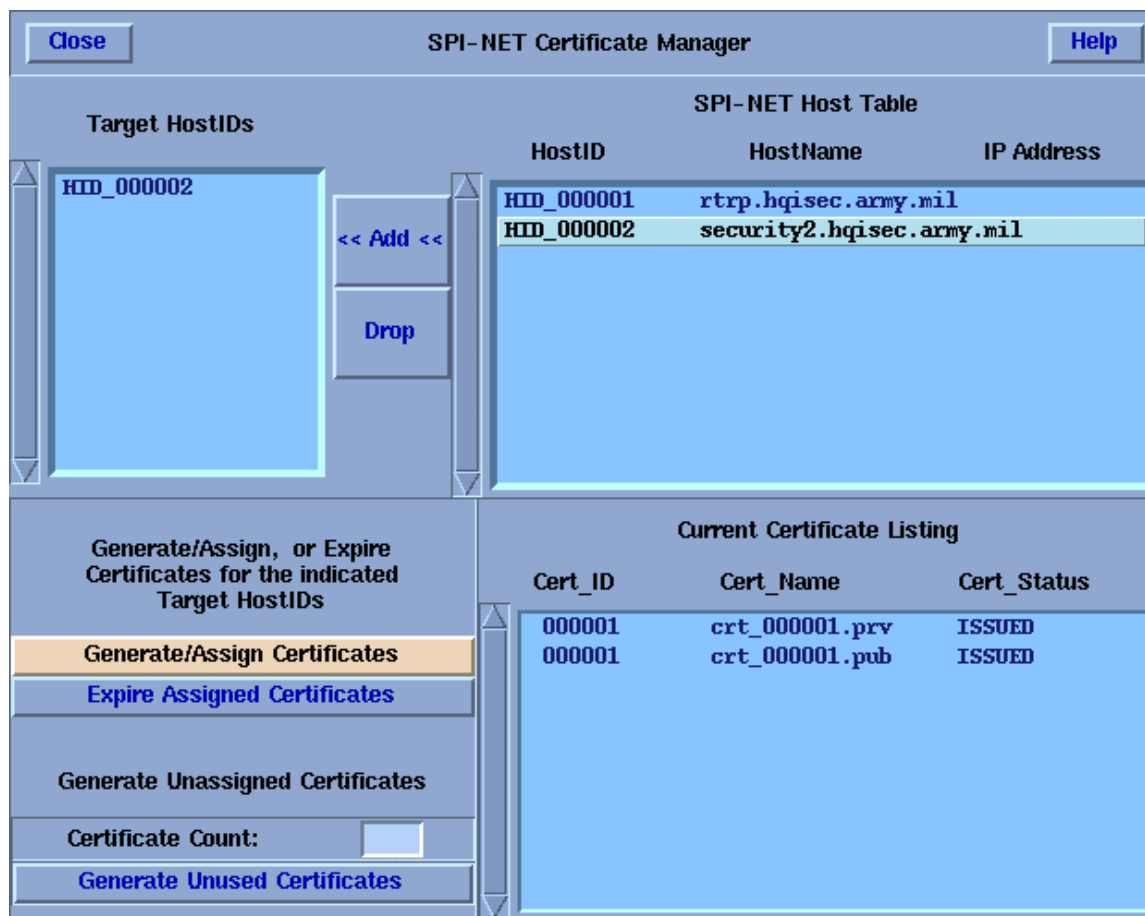 Close SPI-NET Certificate Manager Help
Target HostIDs
HID_000002
<< Add <<
Drop
SPI-NET Host Table
HostID HostName IP Address
HID_000001 rtrp.hqisec.army.mil
HID_000002 security2.hqisec.army.mil
Generate/Assign, or Expire
Certificates for the indicated
Target HostIDs
Generate/Assign Certificates
Expire Assigned Certificates
Generate Unassigned Certificates
Certificate Count:
Generate Unused Certificates
Current Certificate Listing
Cert_ID Cert_Name Cert_Status
000001 crt_000001.prv ISSUED
000001 crt_000001.pub ISSUED